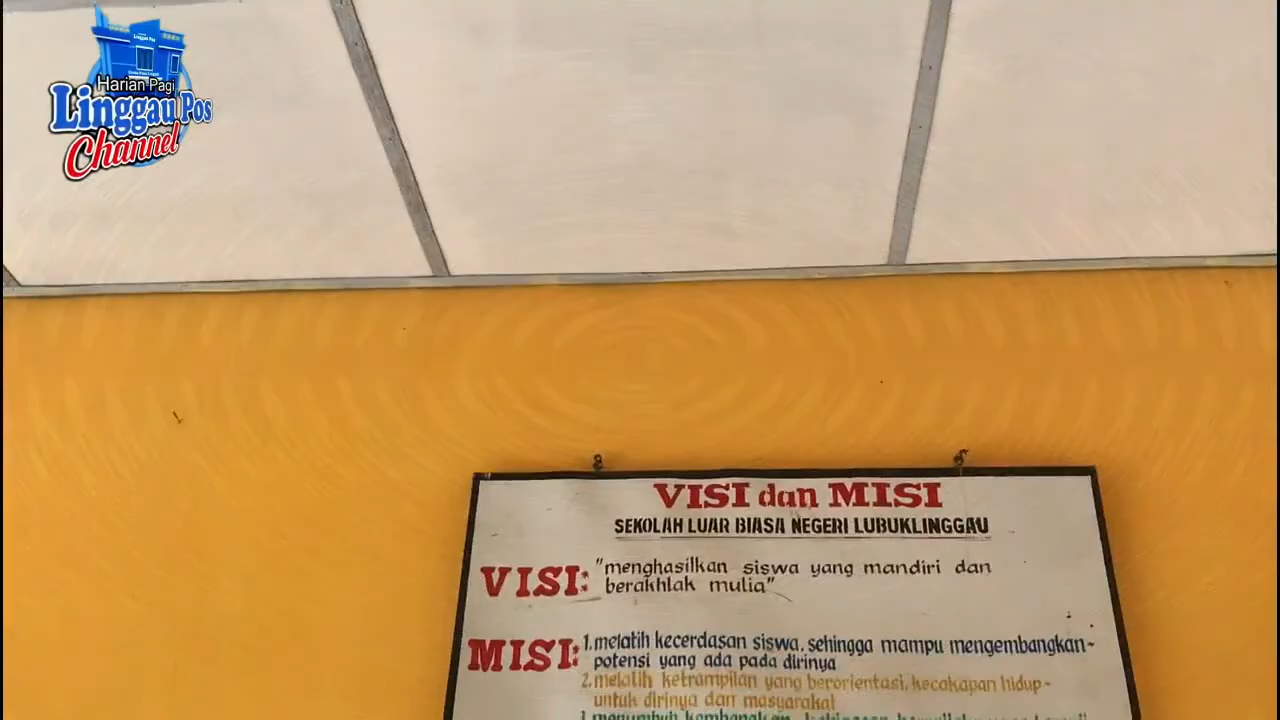 Linggau Pos
Harian Pagi
Linggau Pos
Channel
VISI dan MISI
SEKOLAH LUAR BIASA NEGERI LUBUKLINGGAU
VISI: "menghasilkan siswa yang mandiri dan
berakhlak mulia"
MISI: 1. melatih kecerdasan siswa. sehingga mampu mengembangkan-
potensi yang ada pada dirinya
2. melatih ketrampilan yang berorientasi, kecakapan hidup-
untuk dirinya dan masyarakat